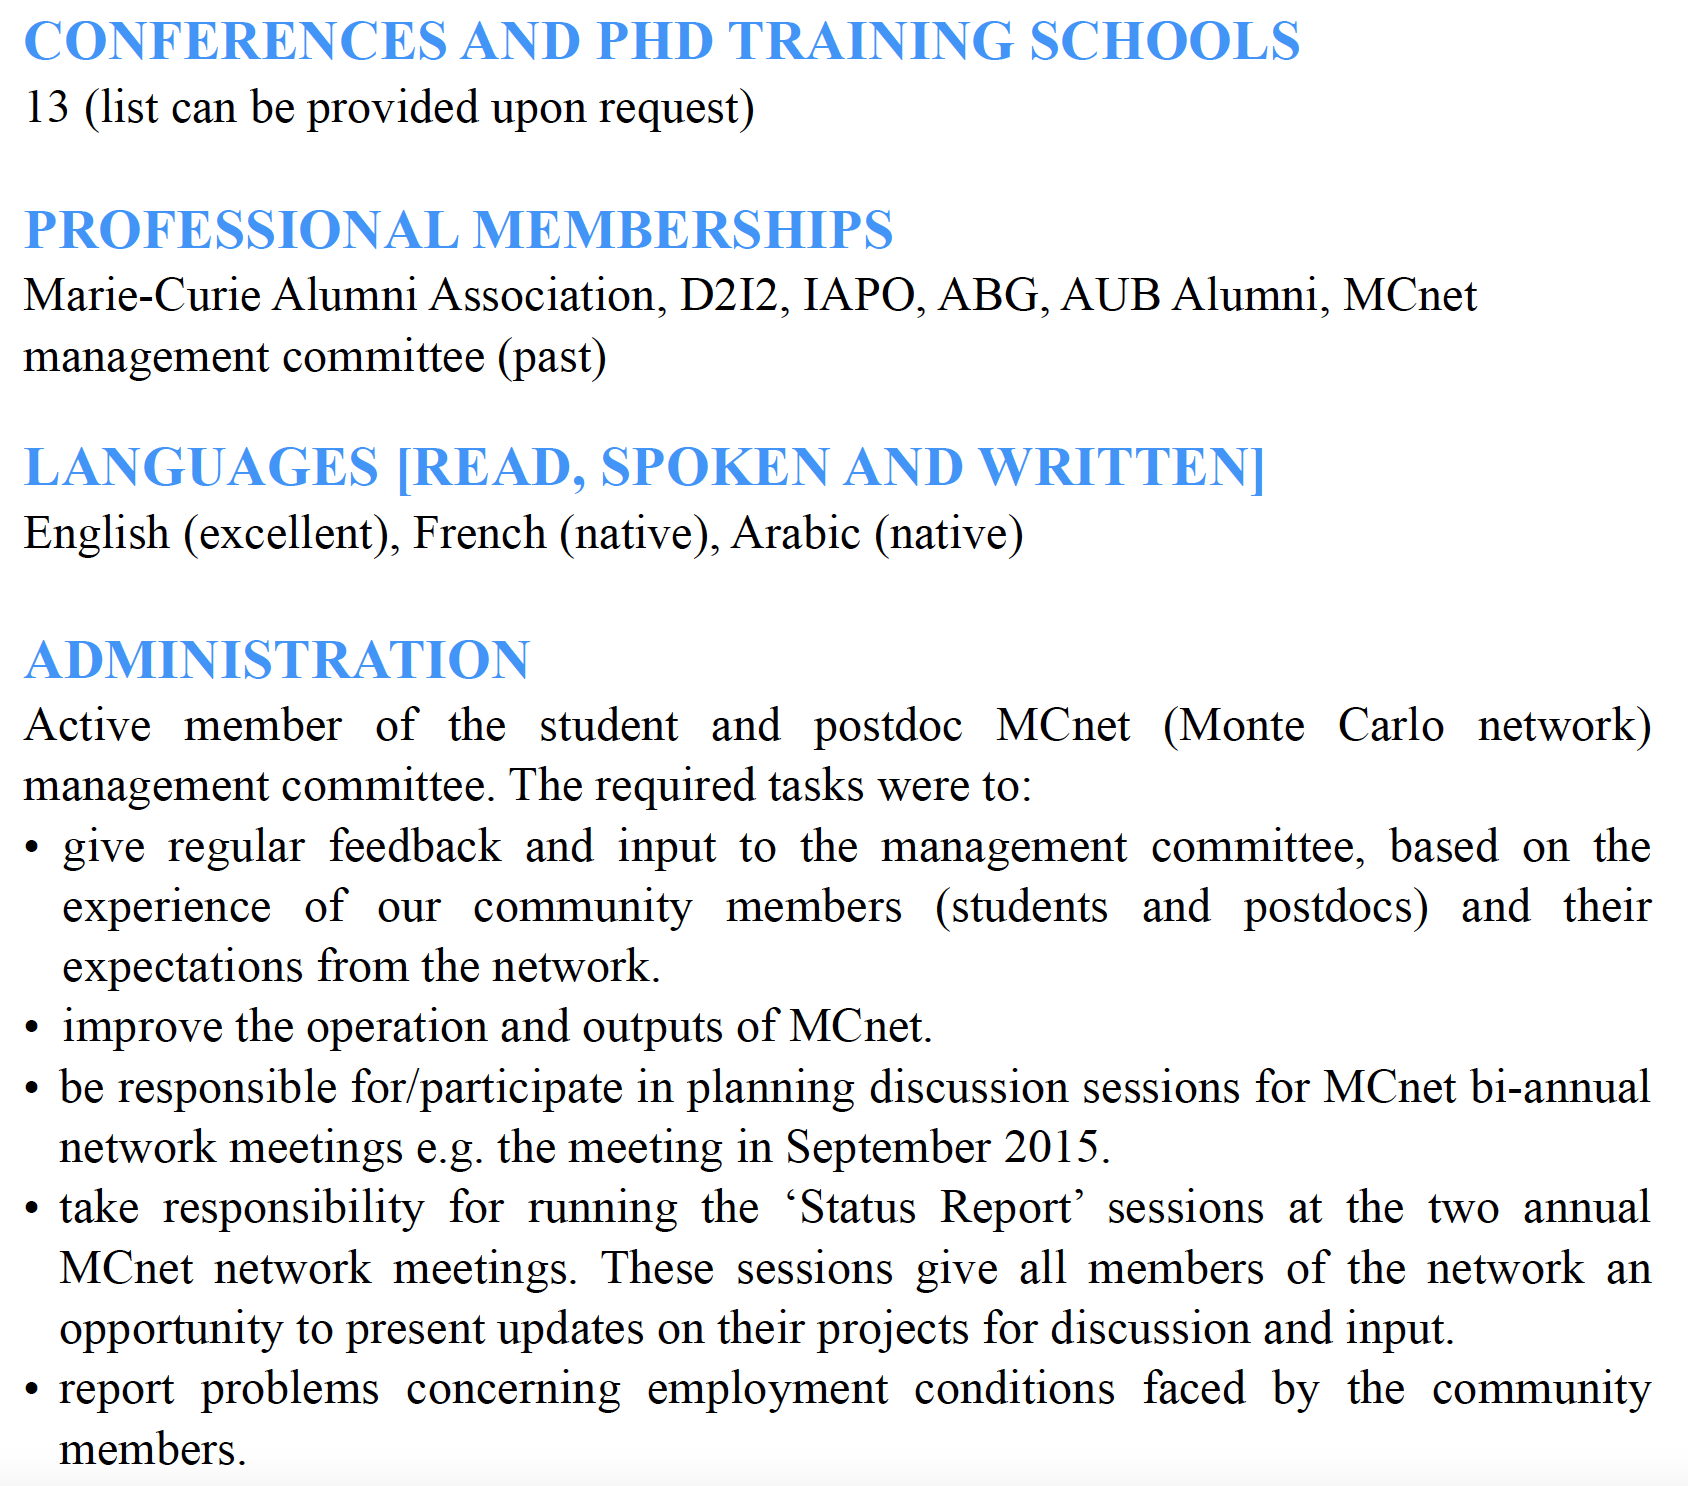 CONFERENCES AND PHD TRAINING SCHOOLS
13 (list can be provided upon request)
PROFESSIONAL MEMBERSHIPS
Marie-Curie Alumni Association, D2I2, IAPO, ABG, AUB Alumni, MCnet
management committee (past)
LANGUAGES [READ, SPOKEN AND WRITTEN]
English (excellent), French (native), Arabic (native)
ADMINISTRATION
Active member of the student and postdoc MCnet (Monte Carlo network)
management committee. The required tasks were to:
• give regular feedback and input to the management committee, based on the
experience of our community members (students and postdocs) and their
expectations from the network.
• improve the operation and outputs of MCnet.
• be responsible for/participate in planning discussion sessions for MCnet bi-annual
network meetings e.g. the meeting in September 2015.
• take responsibility for running the ‘Status Report’ sessions at the two annual
MCnet network meetings. These sessions give all members of the network an
opportunity to present updates on their projects for discussion and input.
• report problems concerning employment conditions faced by the community
members.